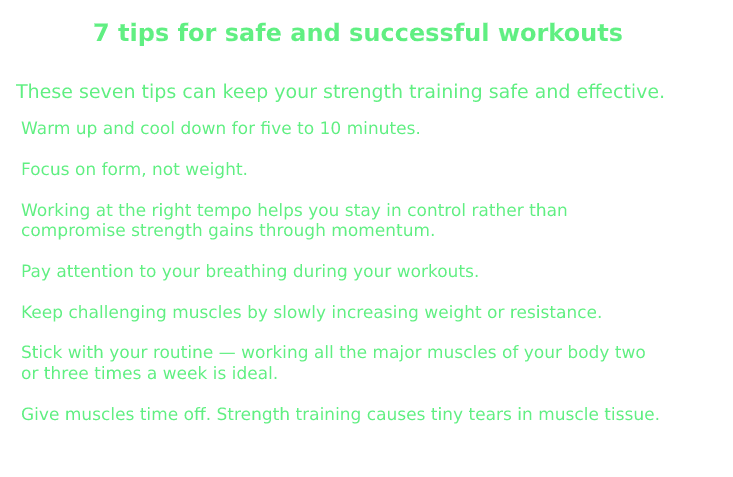 7 tips for safe and successful workouts
These seven tips can keep your strength training safe and effective.
Warm up and cool down for five to 10 minutes.
Focus on form, not weight.
Working at the right tempo helps you stay in control rather than
compromise strength gains through momentum.
Pay attention to your breathing during your workouts.
Keep challenging muscles by slowly increasing weight or resistance.
Stick with your routine — working all the major muscles of your body two
or three times a week is ideal.
Give muscles time off. Strength training causes tiny tears in muscle tissue.